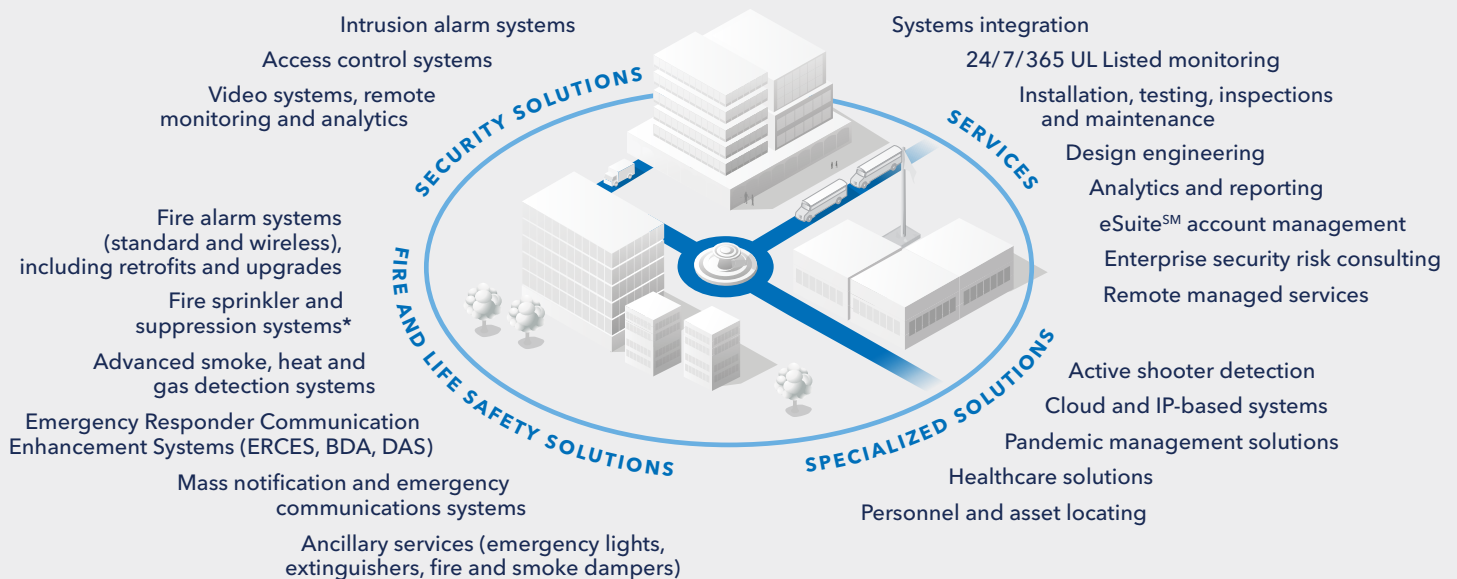 SECURITY SOLUTIONS
Intrusion alarm systems
Access control systems
Video systems, remote
monitoring and analytics
FIRE AND LIFE SAFETY SOLUTIONS
Fire alarm systems
(standard and wireless),
including retrofits and upgrades
Fire sprinkler and
suppression systems*
Advanced smoke, heat and
gas detection systems
Emergency Responder Communication
Enhancement Systems (ERCES, BDA, DAS)
Mass notification and emergency
communications systems
Ancillary services (emergency lights,
extinguishers, fire and smoke dampers)
SERVICES
Systems integration
24/7/365 UL Listed monitoring
Installation, testing, inspections
and maintenance
Design engineering
Analytics and reporting
eSuite℠ account management
Enterprise security risk consulting
Remote managed services
SPECIALIZED SOLUTIONS
Active shooter detection
Cloud and IP-based systems
Pandemic management solutions
Healthcare solutions
Personnel and asset locating